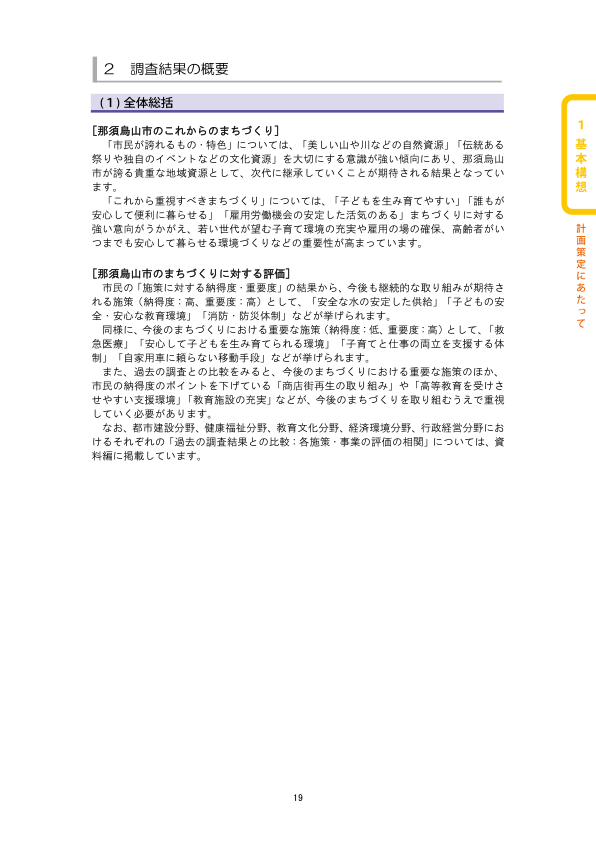 2　調査結果の概要
(1)全体総括
[那須烏山市のこれからのまちづくり]
「市民が誇れるもの・特色」については、「美しい山や川などの自然資源」「伝統ある
祭りや独自のイベントなどの文化資源」を大切にする意識が強い傾向にあり、那須烏山
市が誇る貴重な地域資源として、次代に継承していくことが期待される結果となってい
ます。
「これから重視すべきまちづくり」については、「子どもを生み育てやすい」「誰もが
安心して便利に暮らせる」「雇用労働機会の安定した活気のある」まちづくりに対する
強い意向がうかがえ、若い世代が望む子育て環境の充実や雇用の場の確保、高齢者がい
つまでも安心して暮らせる環境づくりなどの重要性が高まっています。
[那須烏山市のまちづくりに対する評価]
市民の「施策に対する納得度・重要度」の結果から、今後も継続的な取り組みが期待さ
れる施策（納得度：高、重要度：高）として、「安全な水の安定した供給」「子どもの安
全・安心な教育環境」「消防・防災体制」などが挙げられます。
同様に、今後のまちづくりにおける重要な施策（納得度：低、重要度：高）として、「救
急医療」「安心して子どもを生み育てられる環境」「子育てと仕事の両立を支援する体
制」「自家用車に頼らない移動手段」などが挙げられます。
また、過去の調査との比較をみると、今後のまちづくりにおける重要な施策のほか、
市民の納得度のポイントを下げている「商店街再生の取り組み」や「高等教育を受けさ
せやすい支援環境」「教育施設の充実」などが、今後のまちづくりを取り組むうえで重視
していく必要があります。
なお、都市建設分野、健康福祉分野、教育文化分野、経済環境分野、行政経営分野にお
けるそれぞれの「過去の調査結果との比較：各施策・事業の評価の相関」については、資
料編に掲載しています。
1 基本構想
計画策定にあたって
19